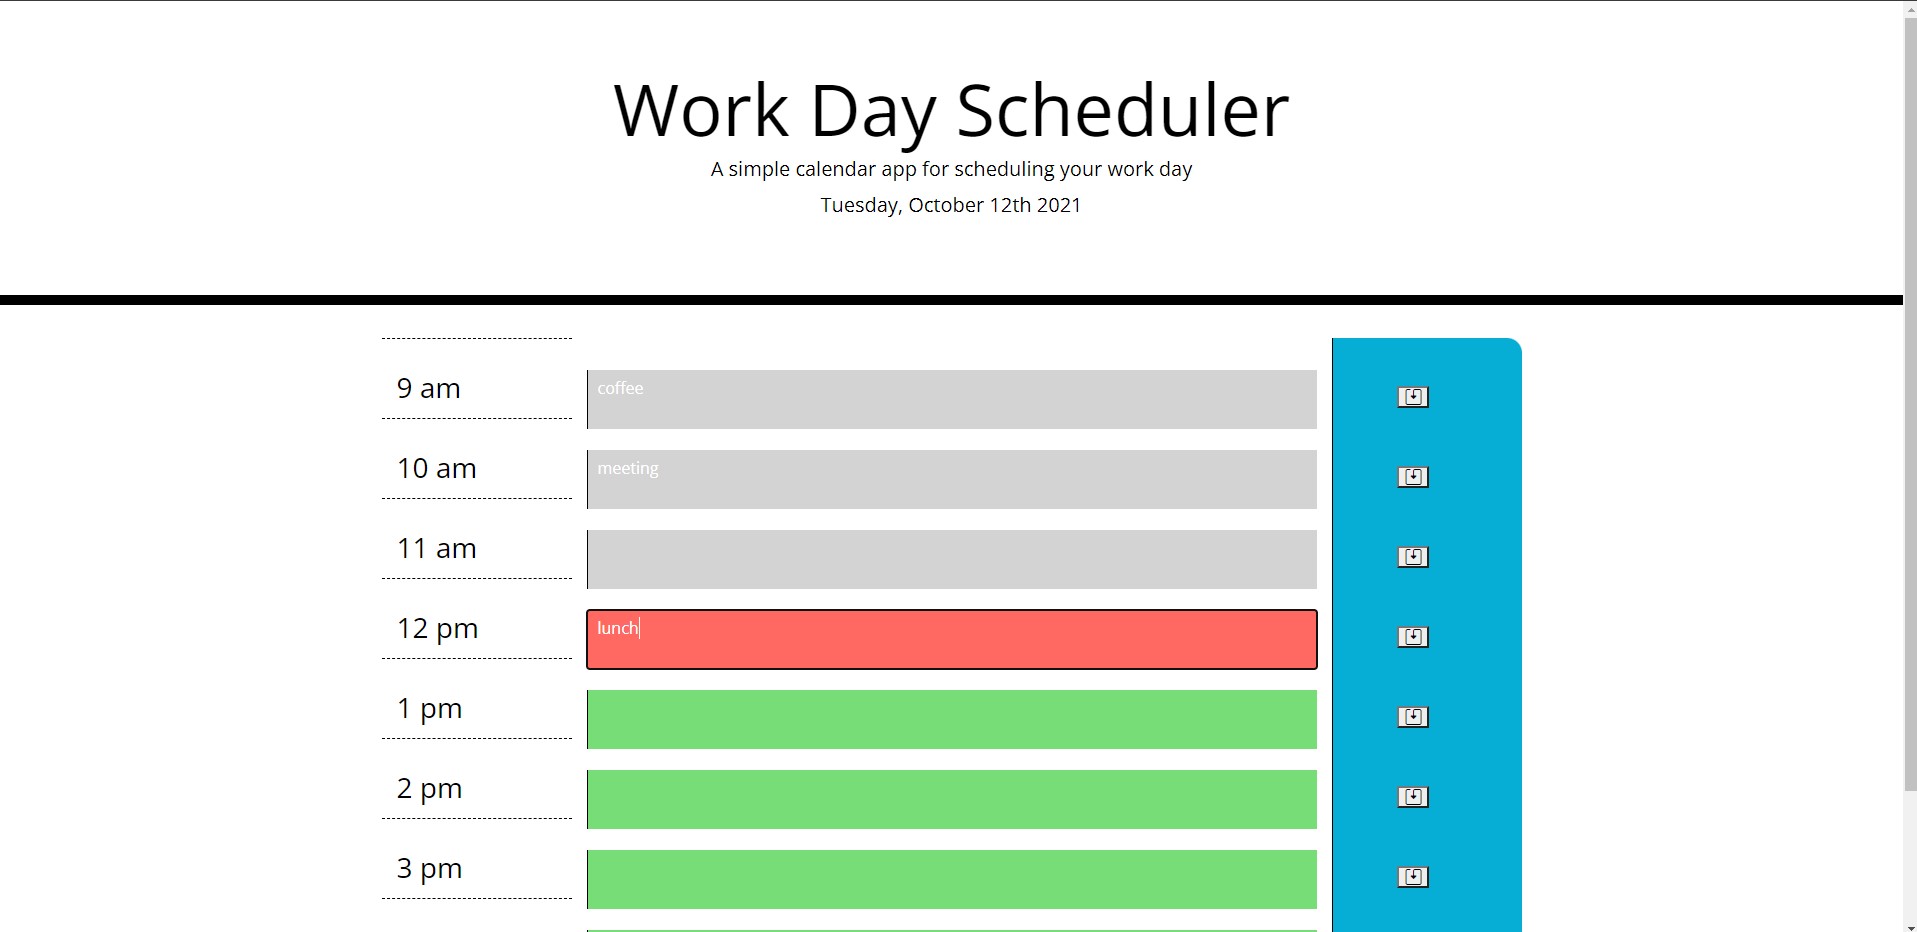 Work Day Scheduler
A simple calendar app for scheduling your work day
Tuesday, October 12th 2021
9 am
coffee
10 am
meeting
11 am
12 pm
lunch
1 pm
2 pm
3 pm